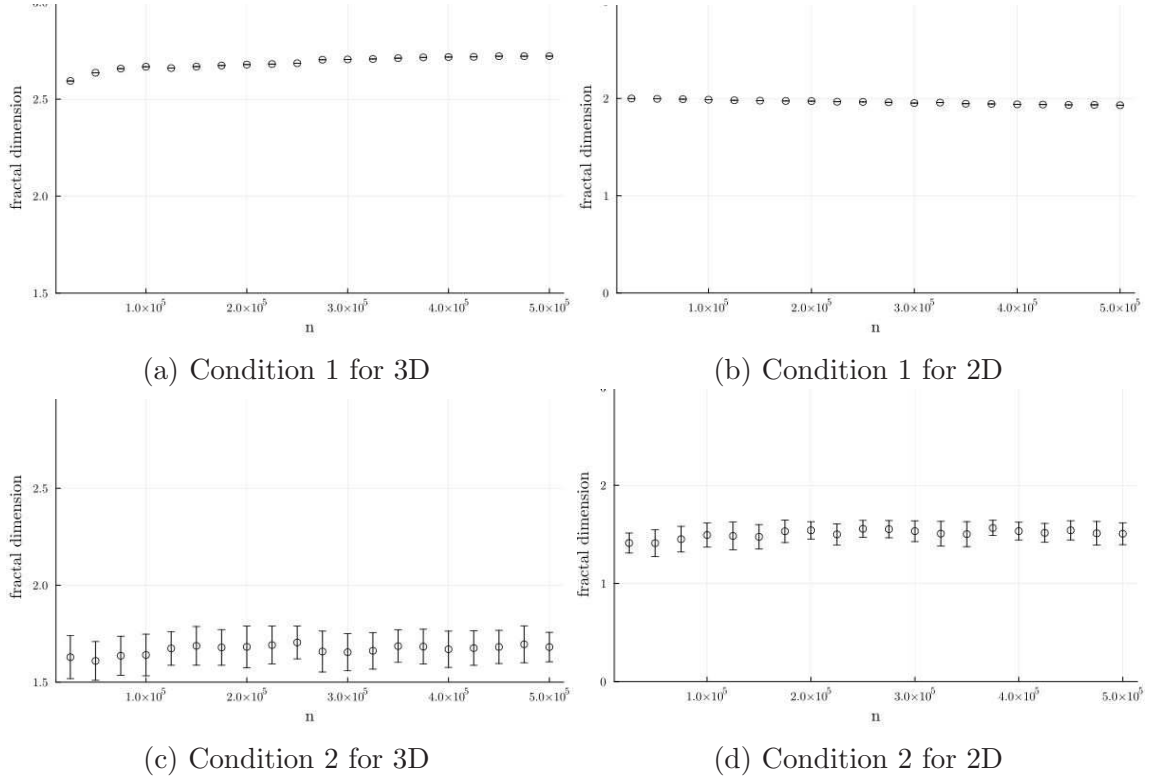 3.0
2.5
2.0
1.5
fractal dimension
1.0×10⁵
2.0×10⁵
3.0×10⁵
4.0×10⁵
5.0×10⁵
n
(a) Condition 1 for 3D
2
1
0
fractal dimension
1.0×10⁵
2.0×10⁵
3.0×10⁵
4.0×10⁵
5.0×10⁵
n
(b) Condition 1 for 2D
2.5
2.0
1.5
fractal dimension
1.0×10⁵
2.0×10⁵
3.0×10⁵
4.0×10⁵
5.0×10⁵
n
(c) Condition 2 for 3D
2
1
0
fractal dimension
1.0×10⁵
2.0×10⁵
3.0×10⁵
4.0×10⁵
5.0×10⁵
n
(d) Condition 2 for 2D